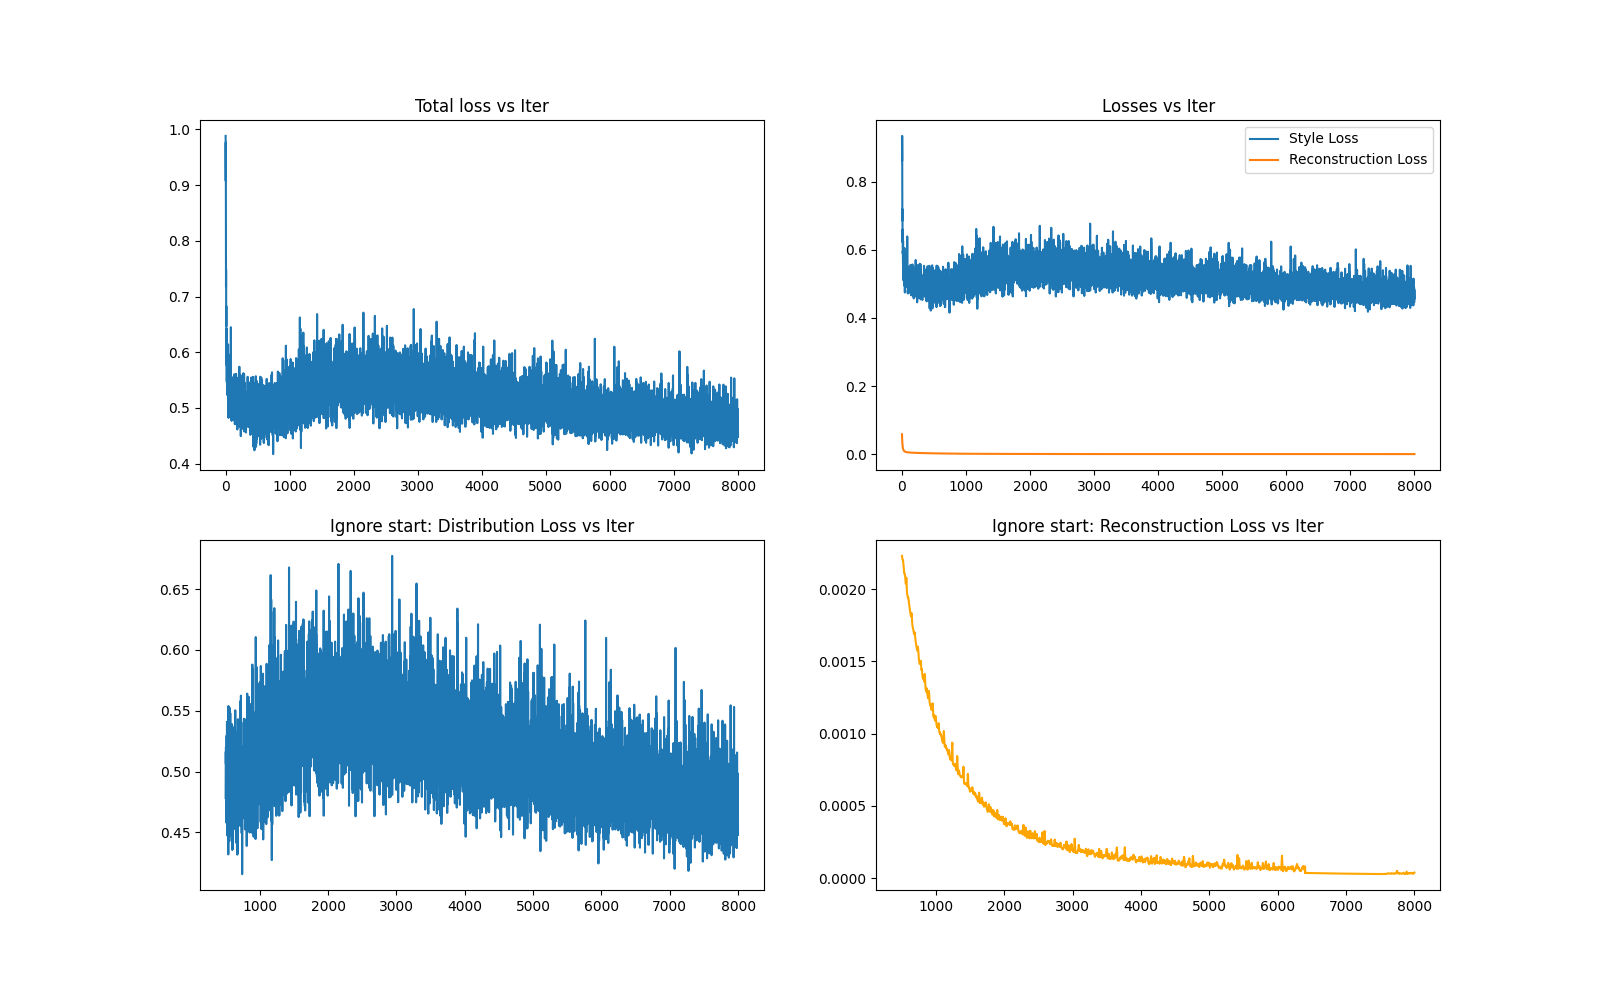 Total loss vs Iter
1.0
0.9
0.8
0.7
0.6
0.5
0.4
0 1000 2000 3000 4000 5000 6000 7000 8000
Losses vs Iter
Style Loss
Reconstruction Loss
0.8
0.6
0.4
0.2
0.0
0 1000 2000 3000 4000 5000 6000 7000 8000
Ignore start: Distribution Loss vs Iter
0.65
0.60
0.55
0.50
0.45
1000 2000 3000 4000 5000 6000 7000 8000
Ignore start: Reconstruction Loss vs Iter
0.0020
0.0015
0.0010
0.0005
0.0000
1000 2000 3000 4000 5000 6000 7000 8000